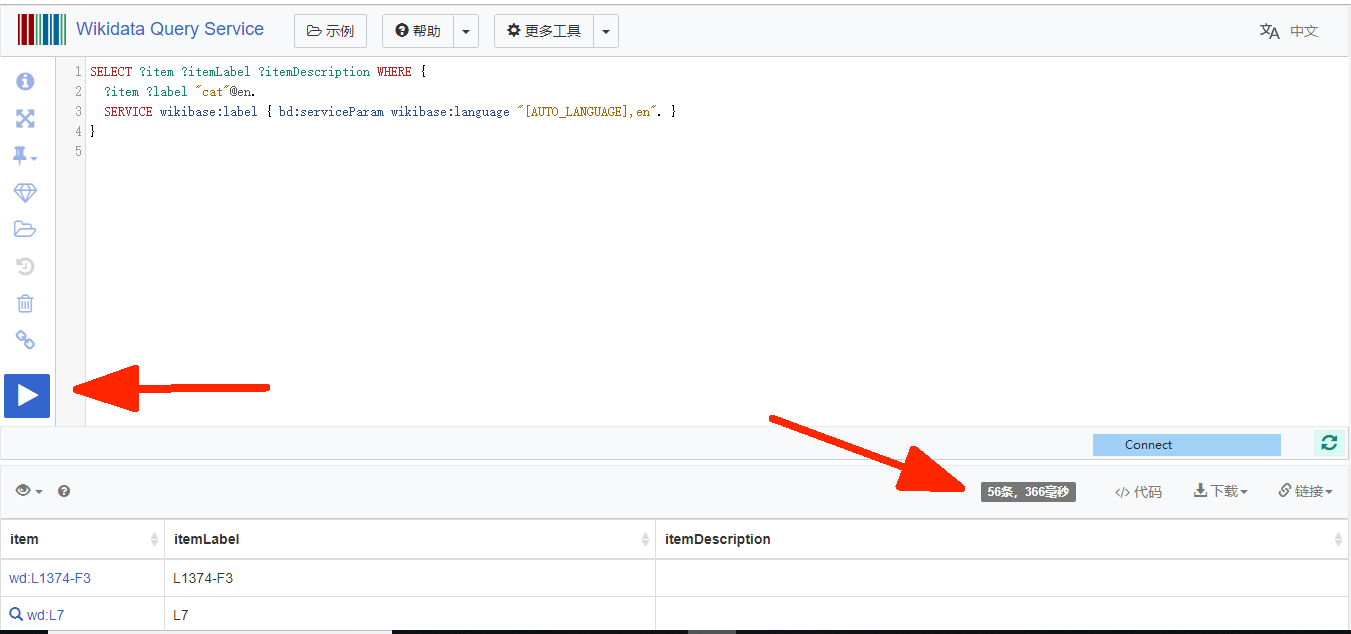 Wikidata Query Service 示例 帮助 更多工具 中文
1 SELECT ?item ?itemLabel ?itemDescription WHERE {
2 ?item ?label "cat"@en.
3 SERVICE wikibase:label { bd:serviceParam wikibase:language "[AUTO_LANGUAGE],en". }
4 }
5
Connect
56条，366毫秒 </> 代码 下载 链接
item itemLabel itemDescription
wd:L1374-F3 L1374-F3
wd:L7 L7